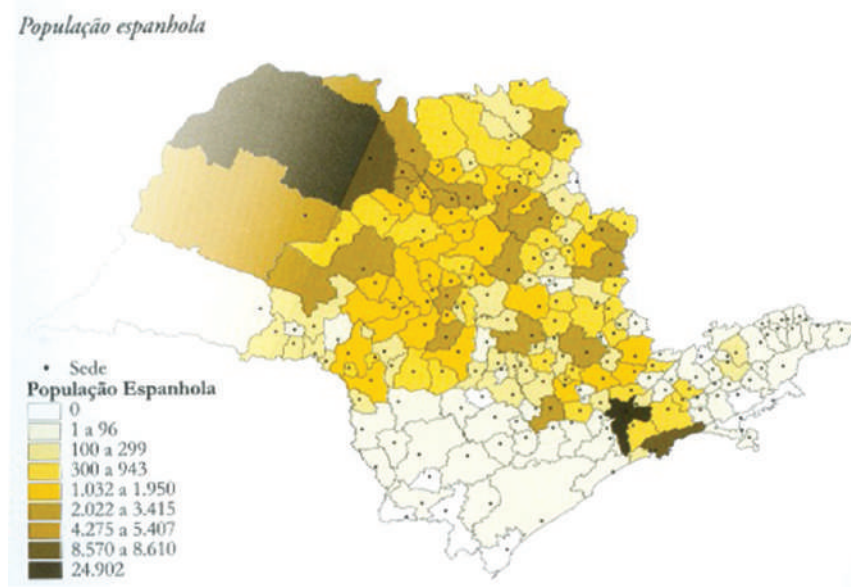 População espanhola
Sede
População Espanhola
0
1 a 96
100 a 299
300 a 943
1.032 a 1.950
2.022 a 3.415
4.275 a 5.407
8.570 a 8.610
24.902